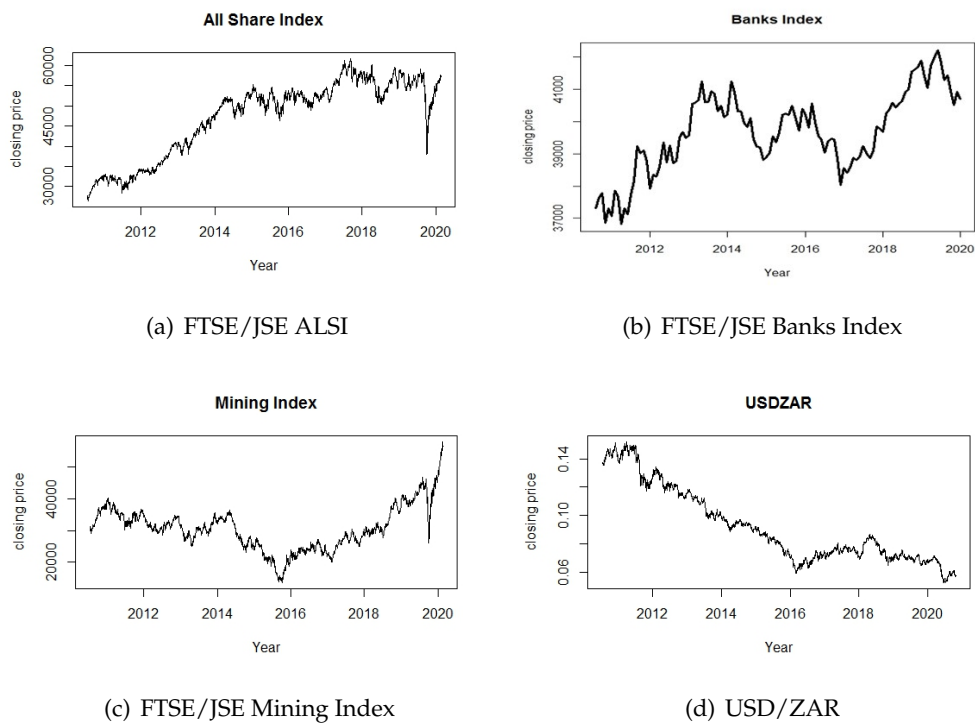 All Share Index
closing price
30000 45000 60000
2012 2014 2016 2018 2020
Year
(a) FTSE/JSE ALSI
Banks Index
closing price
37000 39000 41000
2012 2014 2016 2018 2020
Year
(b) FTSE/JSE Banks Index
Mining Index
closing price
20000 40000
2012 2014 2016 2018 2020
Year
(c) FTSE/JSE Mining Index
USDZAR
closing price
0.06 0.10 0.14
2012 2014 2016 2018 2020
Year
(d) USD/ZAR